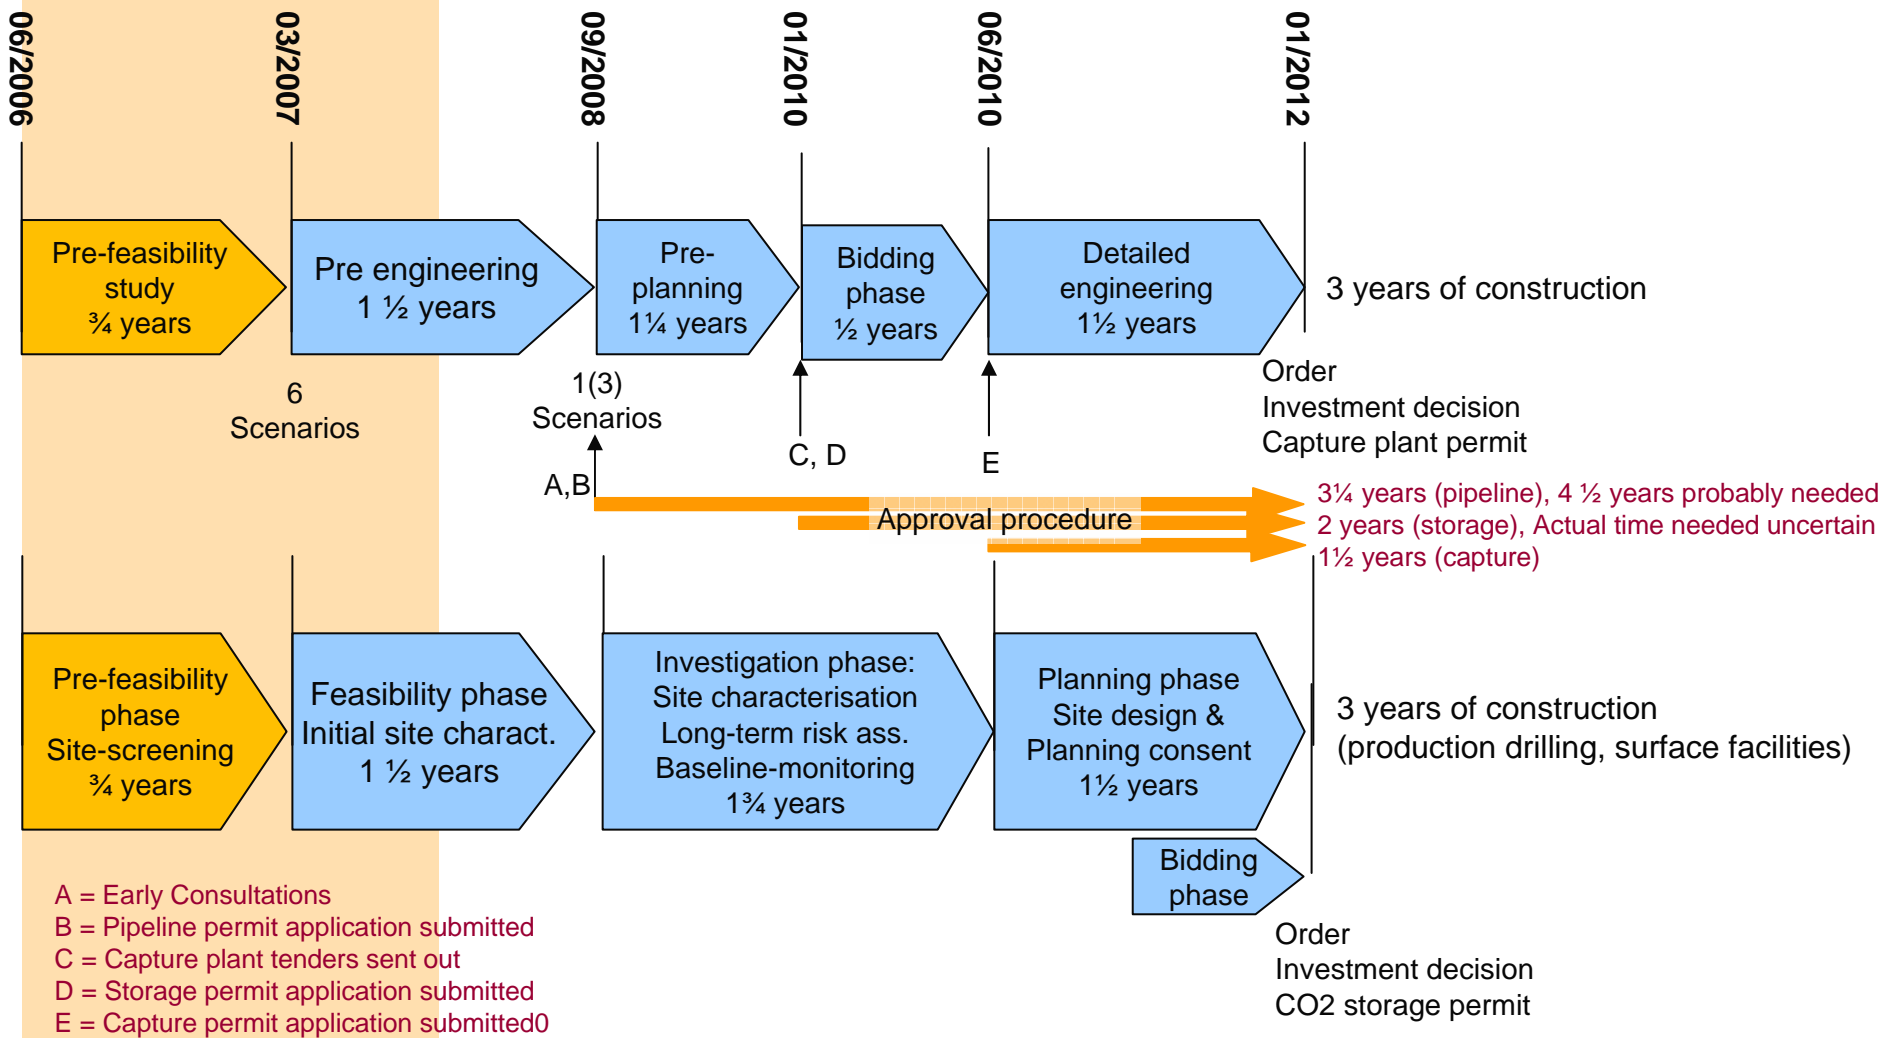 06/2006
03/2007
09/2008
01/2010
06/2010
01/2012
Pre-feasibility
study
¾ years
Pre engineering
1 ½ years
Pre-
planning
1¼ years
Bidding
phase
½ years
Detailed
engineering
1½ years
3 years of construction
6
Scenarios
1(3)
Scenarios
A,B
C, D
E
Order
Investment decision
Capture plant permit
Approval procedure
3¼ years (pipeline), 4 ½ years probably needed
2 years (storage), Actual time needed uncertain
1½ years (capture)
Pre-feasibility
phase
Site-screening
¾ years
Feasibility phase
Initial site charact.
1 ½ years
Investigation phase:
Site characterisation
Long-term risk ass.
Baseline-monitoring
1¾ years
Planning phase
Site design &
Planning consent
1½ years
3 years of construction
(production drilling, surface facilities)
Bidding
phase
Order
Investment decision
CO2 storage permit
A = Early Consultations
B = Pipeline permit application submitted
C = Capture plant tenders sent out
D = Storage permit application submitted
E = Capture permit application submitted0